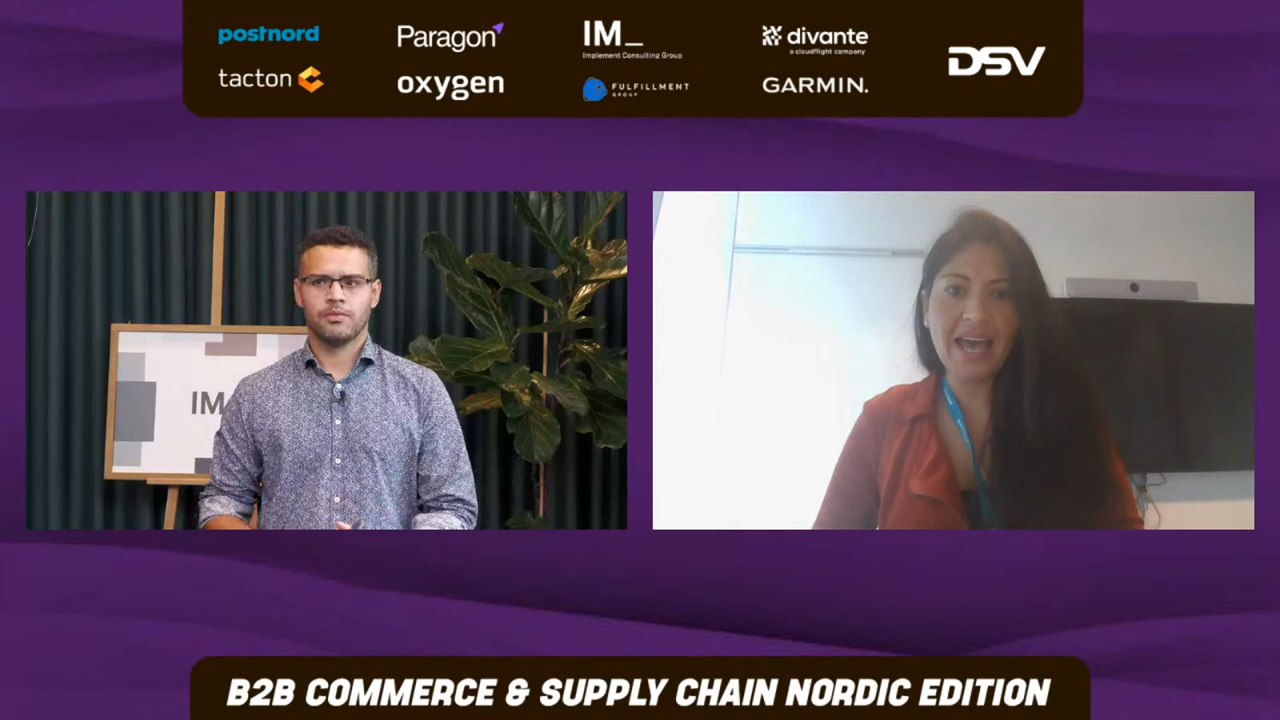 postnord
Paragon
IM_
Implement Consulting Group
divante
a cloudflight company
DSV
tacton
oxygen
FULFILLMENT
GROUP
GARMIN.
IM
B2B COMMERCE & SUPPLY CHAIN NORDIC EDITION